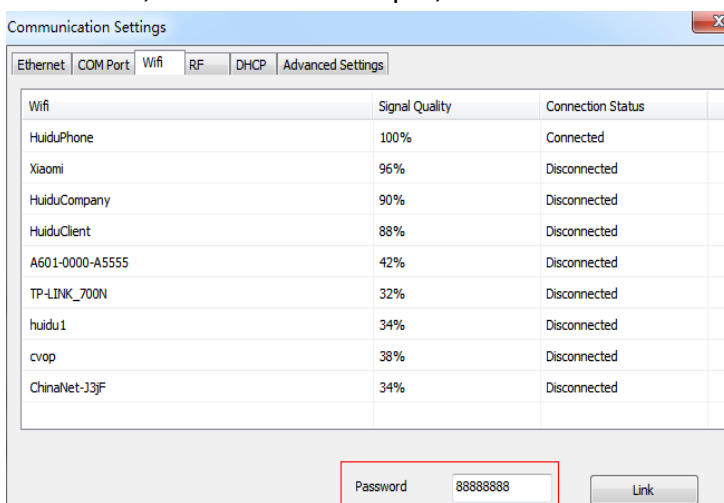 Communication Settings
Ethernet COM Port Wifi RF DHCP Advanced Settings
Wifi Signal Quality Connection Status
HuiduPhone 100% Connected
Xiaomi 96% Disconnected
HuiduCompany 90% Disconnected
HuiduClient 88% Disconnected
A601-0000-A5555 42% Disconnected
TP-LINK_700N 32% Disconnected
huidu1 34% Disconnected
cvop 38% Disconnected
ChinaNet-J3jF 34% Disconnected
Password 88888888 Link